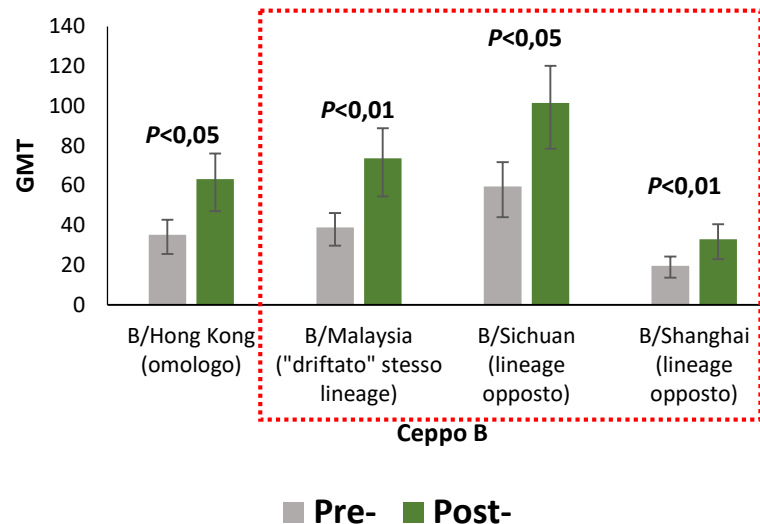 140
120
100
80
60
40
20
0
GMT
P<0,05
P<0,01
P<0,05
P<0,01
B/Hong Kong
(omologo)
B/Malaysia
("driftato" stesso
lineage)
B/Sichuan
(lineage
opposto)
B/Shanghai
(lineage
opposto)
Ceppo B
Pre- Post-